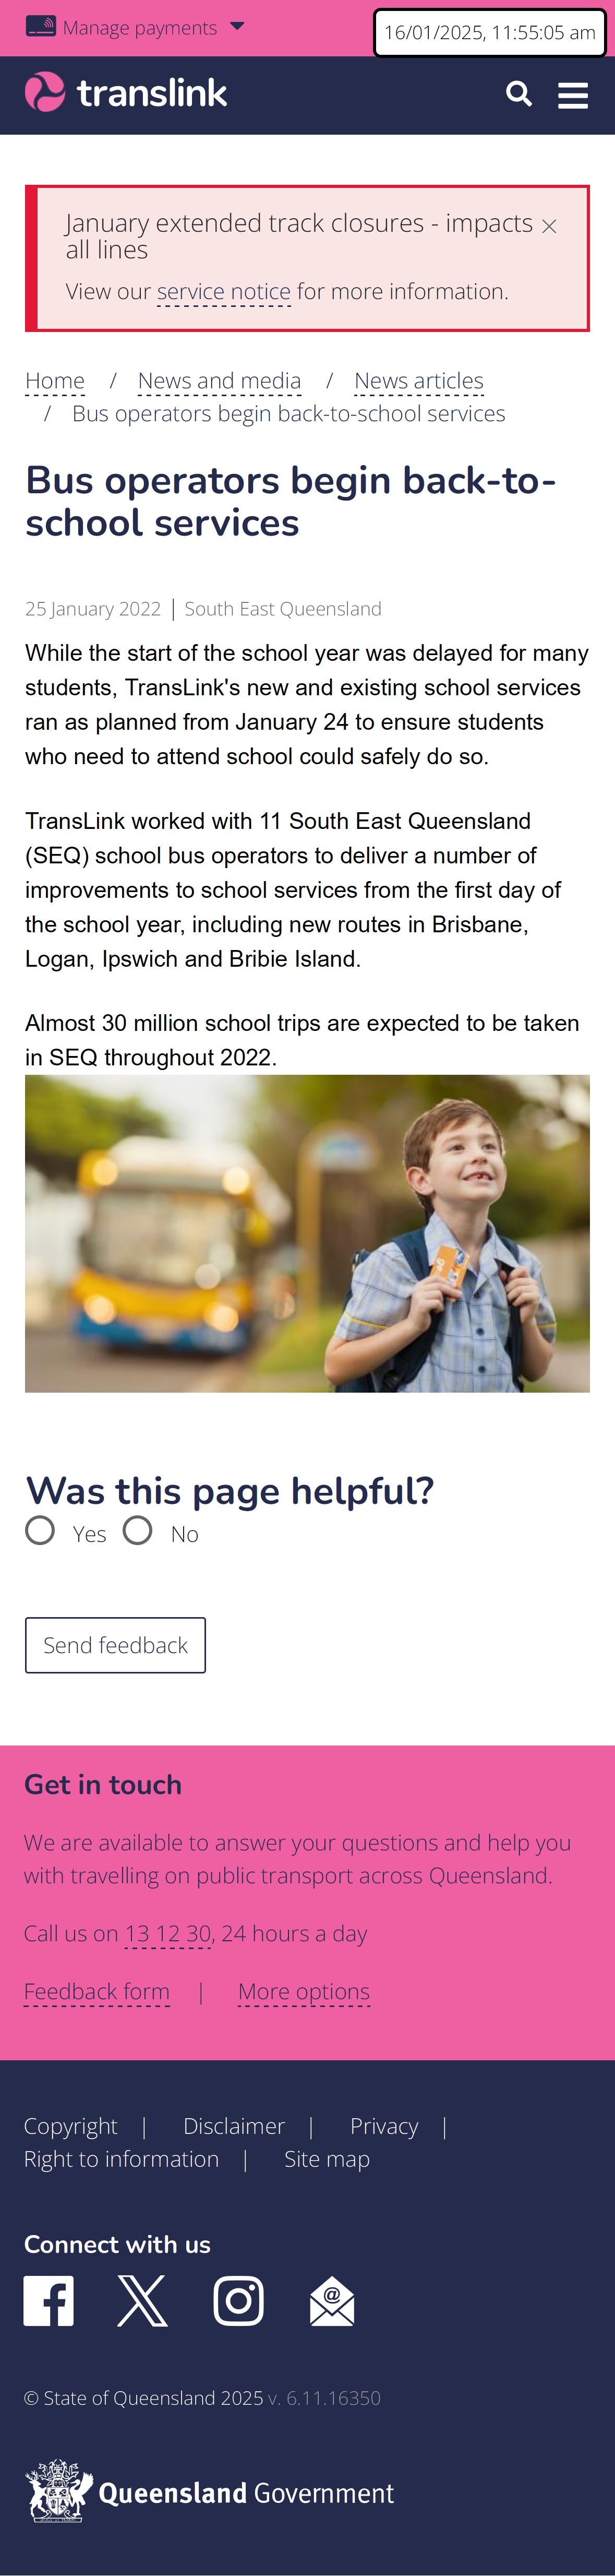 Manage payments
16/01/2025, 11:55:05 am
translink
January extended track closures - impacts
all lines
View our service notice for more information.
Home / News and media / News articles
/ Bus operators begin back-to-school services
Bus operators begin back-to-
school services
25 January 2022 | South East Queensland
While the start of the school year was delayed for many
students, TransLink's new and existing school services
ran as planned from January 24 to ensure students
who need to attend school could safely do so.
TransLink worked with 11 South East Queensland
(SEQ) school bus operators to deliver a number of
improvements to school services from the first day of
the school year, including new routes in Brisbane,
Logan, Ipswich and Bribie Island.
Almost 30 million school trips are expected to be taken
in SEQ throughout 2022.
Was this page helpful?
Yes No
Send feedback
Get in touch
We are available to answer your questions and help you
with travelling on public transport across Queensland.
Call us on 13 12 30, 24 hours a day
Feedback form | More options
Copyright | Disclaimer | Privacy |
Right to information | Site map
Connect with us
© State of Queensland 2025 v. 6.11.16350
Queensland Government